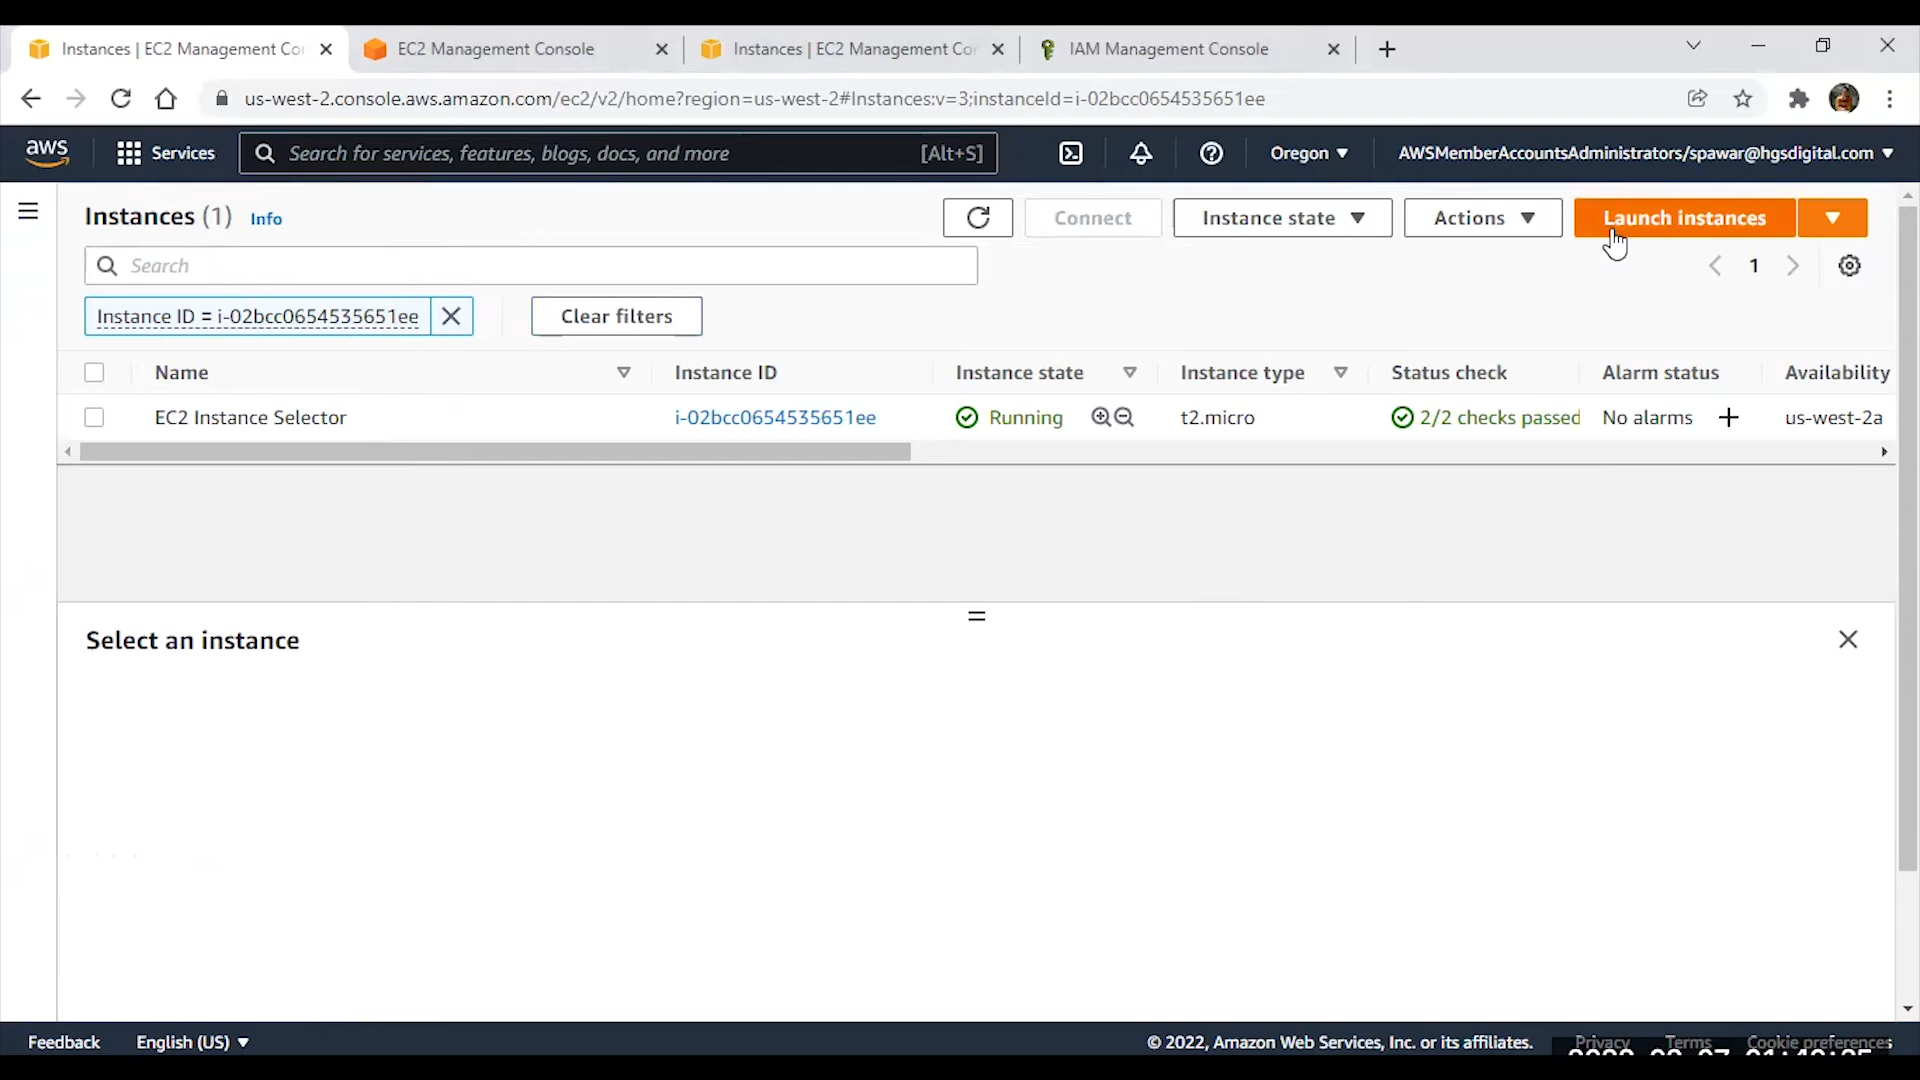 Instances | EC2 Management Co
EC2 Management Console
Instances | EC2 Management Co
IAM Management Console
us-west-2.console.aws.amazon.com/ec2/v2/home?region=us-west-2#Instances:v=3;instanceId=i-02bcc0654535651ee
aws
Services
Search for services, features, blogs, docs, and more
[Alt+S]
Oregon
AWSMemberAccountsAdministrators/spawar@hgsdigital.com
Instances (1)
Info
Connect
Instance state
Actions
Launch instances
Search
1
Instance ID = i-02bcc0654535651ee
Clear filters
Name
Instance ID
Instance state
Instance type
Status check
Alarm status
Availability
EC2 Instance Selector
i-02bcc0654535651ee
Running
t2.micro
2/2 checks passed
No alarms
us-west-2a
Select an instance
Feedback
English (US)
© 2022, Amazon Web Services, Inc. or its affiliates.
Privacy
Terms
Cookie preferences